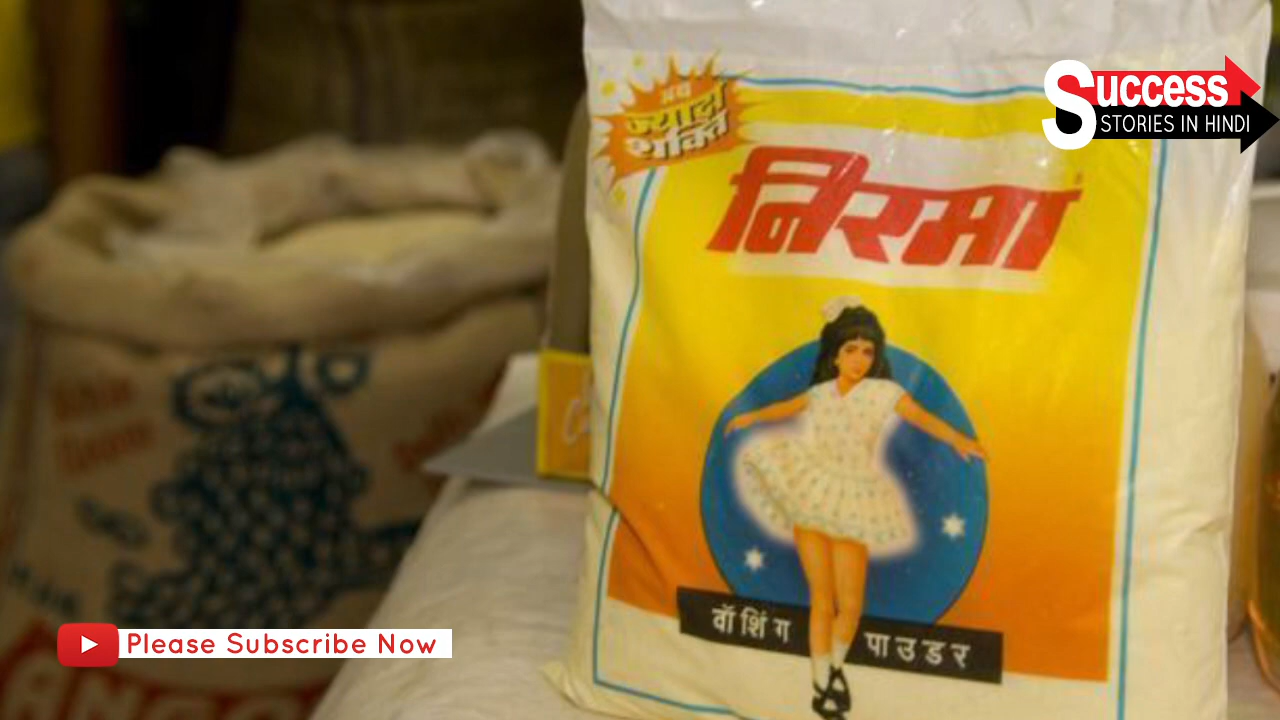 Success
STORIES IN HINDI
अब
ज्यादा
शक्ति
निरमा
वॉशिंग पाउडर
Please Subscribe Now